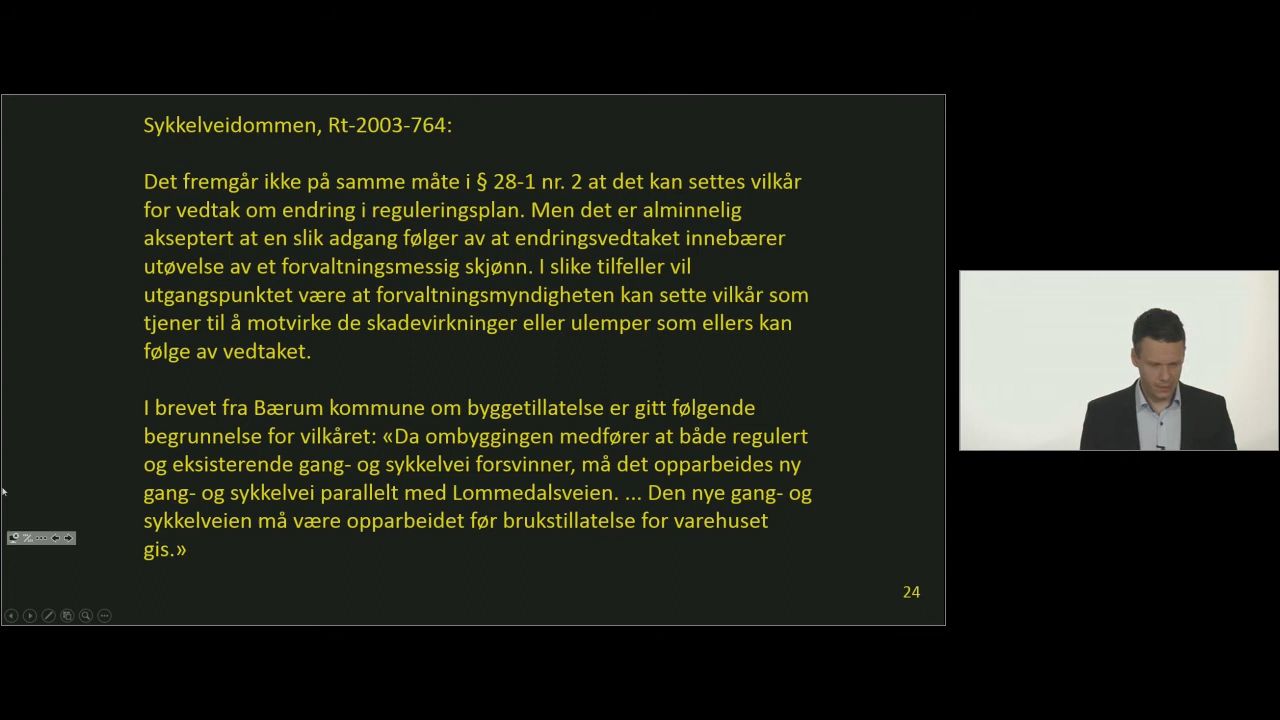 Sykkelveidommen, Rt-2003-764:
Det fremgår ikke på samme måte i § 28-1 nr. 2 at det kan settes vilkår
for vedtak om endring i reguleringsplan. Men det er alminnelig
akseptert at en slik adgang følger av at endringsvedtaket innebærer
utøvelse av et forvaltningsmessig skjønn. I slike tilfeller vil
utgangspunktet være at forvaltningsmyndigheten kan sette vilkår som
tjener til å motvirke de skadevirkninger eller ulemper som ellers kan
følge av vedtaket.
I brevet fra Bærum kommune om byggetillatelse er gitt følgende
begrunnelse for vilkåret: «Da ombyggingen medfører at både regulert
og eksisterende gang- og sykkelvei forsvinner, må det opparbeides ny
gang- og sykkelvei parallelt med Lommedalsveien. ... Den nye gang- og
sykkelveien må være opparbeidet før brukstillatelse for varehuset
gis.»
24